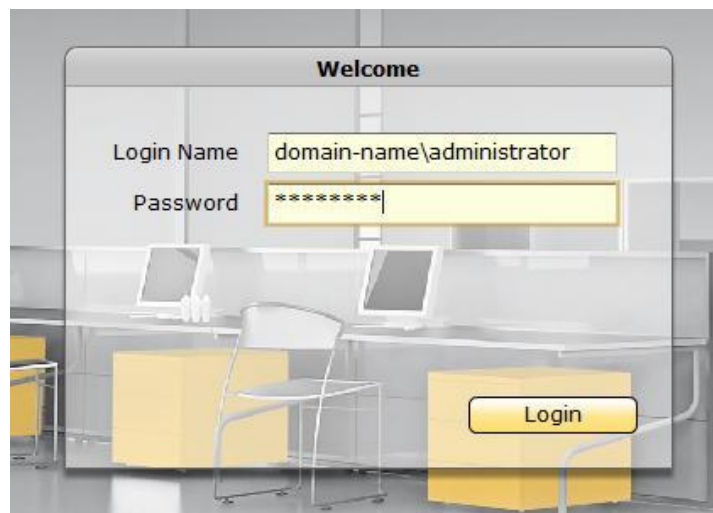 Welcome
Login Name domain-name\administrator
Password ********
Login